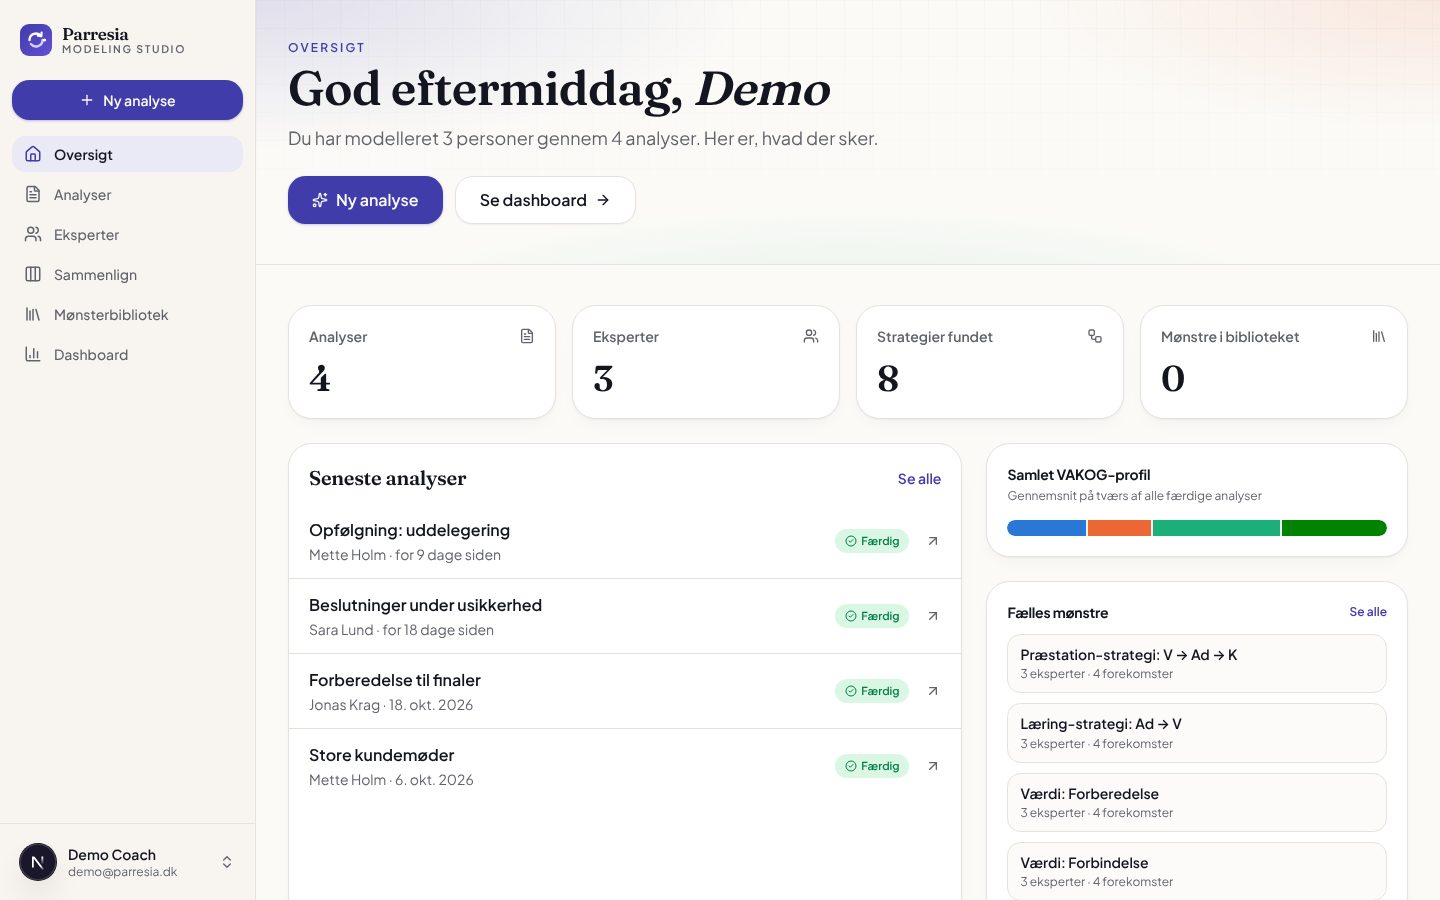 Parresia
MODELING STUDIO
Ny analyse
Oversigt
Analyser
Eksperter
Sammenlign
Mønsterbibliotek
Dashboard
Demo Coach
demo@parresia.dk
OVERSIGT
God eftermiddag, Demo
Du har modelleret 3 personer gennem 4 analyser. Her er, hvad der sker.
Ny analyse
Se dashboard →
Analyser
4
Eksperter
3
Strategier fundet
8
Mønstre i biblioteket
0
Seneste analyser
Se alle
Opfølgning: uddelegering
Mette Holm · for 9 dage siden
Færdig
Beslutninger under usikkerhed
Sara Lund · for 18 dage siden
Færdig
Forberedelse til finaler
Jonas Krag · 18. okt. 2026
Færdig
Store kundemøder
Mette Holm · 6. okt. 2026
Færdig
Samlet VAKOG-profil
Gennemsnit på tværs af alle færdige analyser
Fælles mønstre
Se alle
Præstation-strategi: V → Ad → K
3 eksperter · 4 forekomster
Læring-strategi: Ad → V
3 eksperter · 4 forekomster
Værdi: Forberedelse
3 eksperter · 4 forekomster
Værdi: Forbindelse
3 eksperter · 4 forekomster